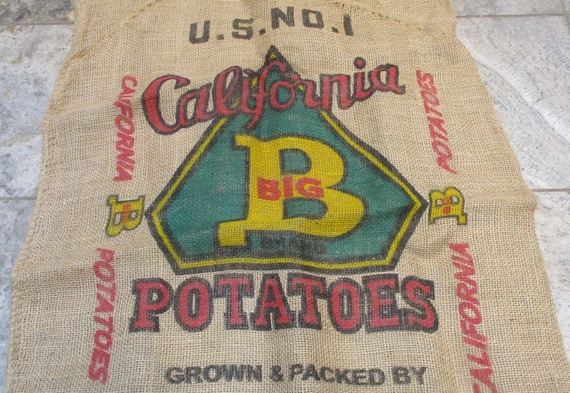 U.S.NO.1
California
BIG
B
POTATOES
GROWN & PACKED BY
CALIFORNIA
B
POTATOES
POTATOES
B
CALIFORNIA